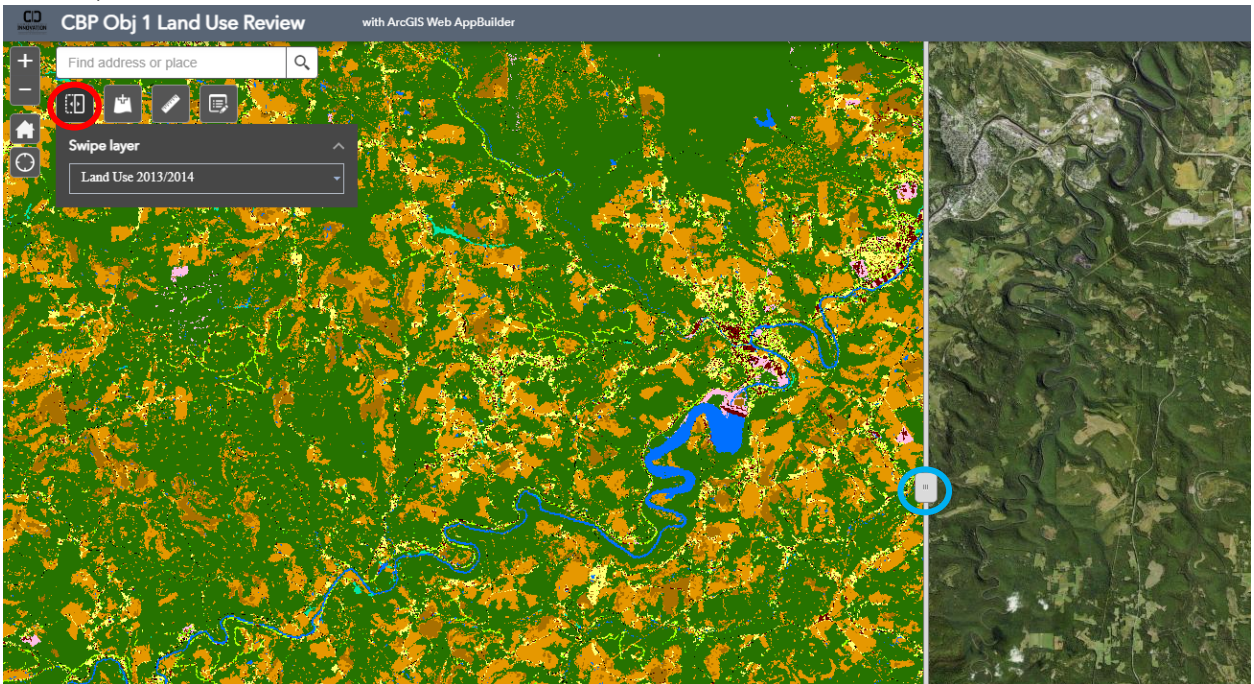 CBP Obj 1 Land Use Review
with ArcGIS Web AppBuilder
INNOVATION
Find address or place
Swipe layer
Land Use 2013/2014